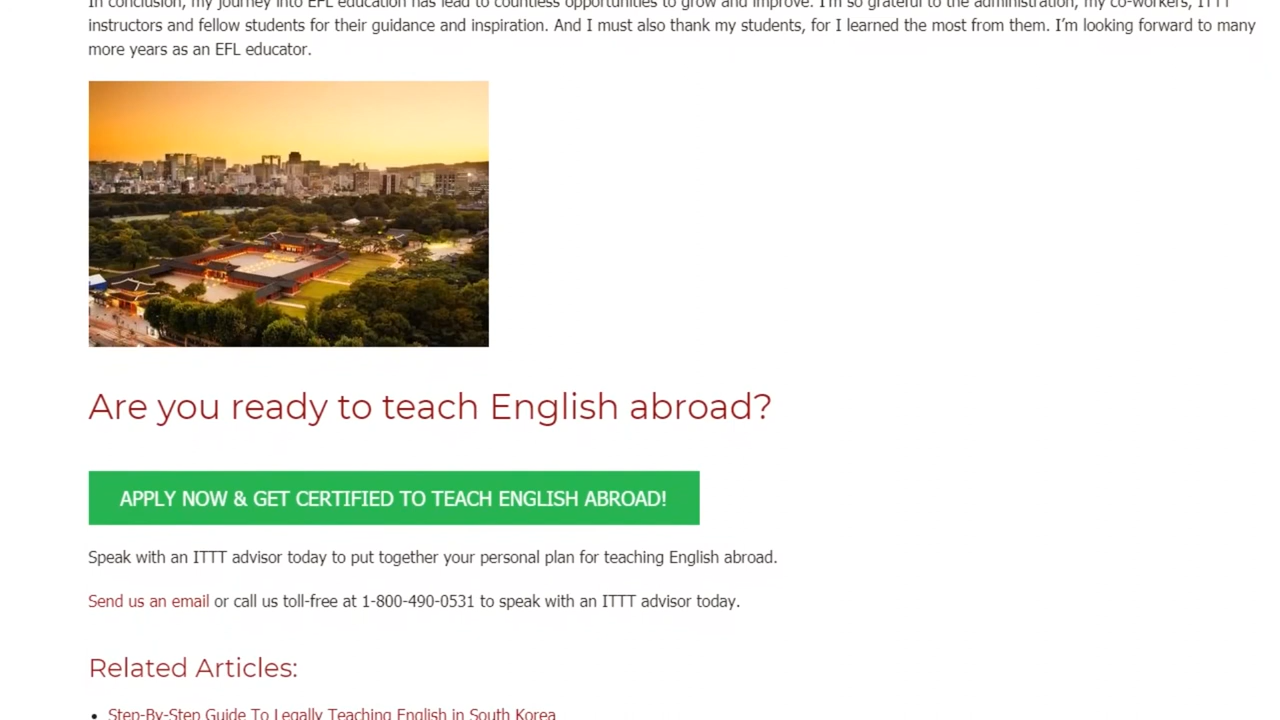 In conclusion, my journey into EFL education has lead to countless opportunities to grow and improve. I'm so grateful to the administration, my co-workers, ITTT
instructors and fellow students for their guidance and inspiration. And I must also thank my students, for I learned the most from them. I'm looking forward to many
more years as an EFL educator.
Are you ready to teach English abroad?
APPLY NOW & GET CERTIFIED TO TEACH ENGLISH ABROAD!
Speak with an ITTT advisor today to put together your personal plan for teaching English abroad.
Send us an email or call us toll-free at 1-800-490-0531 to speak with an ITTT advisor today.
Related Articles:
• Step-By-Step Guide To Legally Teaching English in South Korea